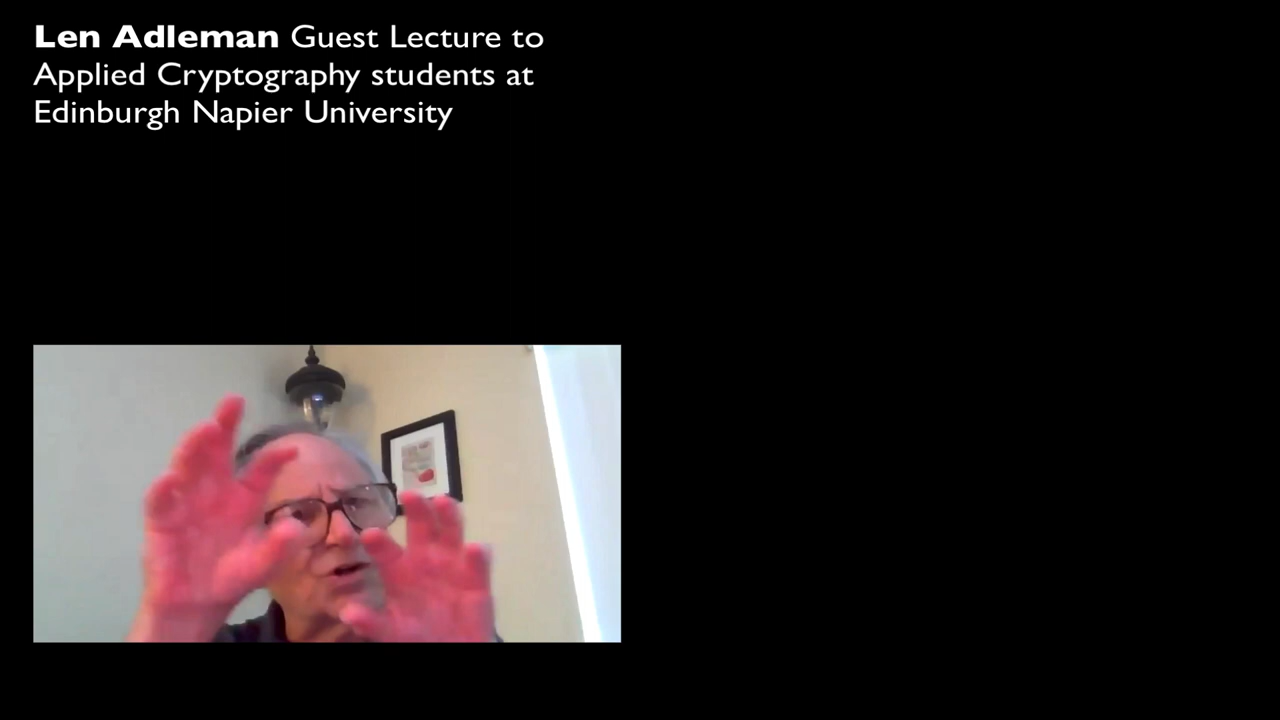 Len Adleman Guest Lecture to
Applied Cryptography students at
Edinburgh Napier University